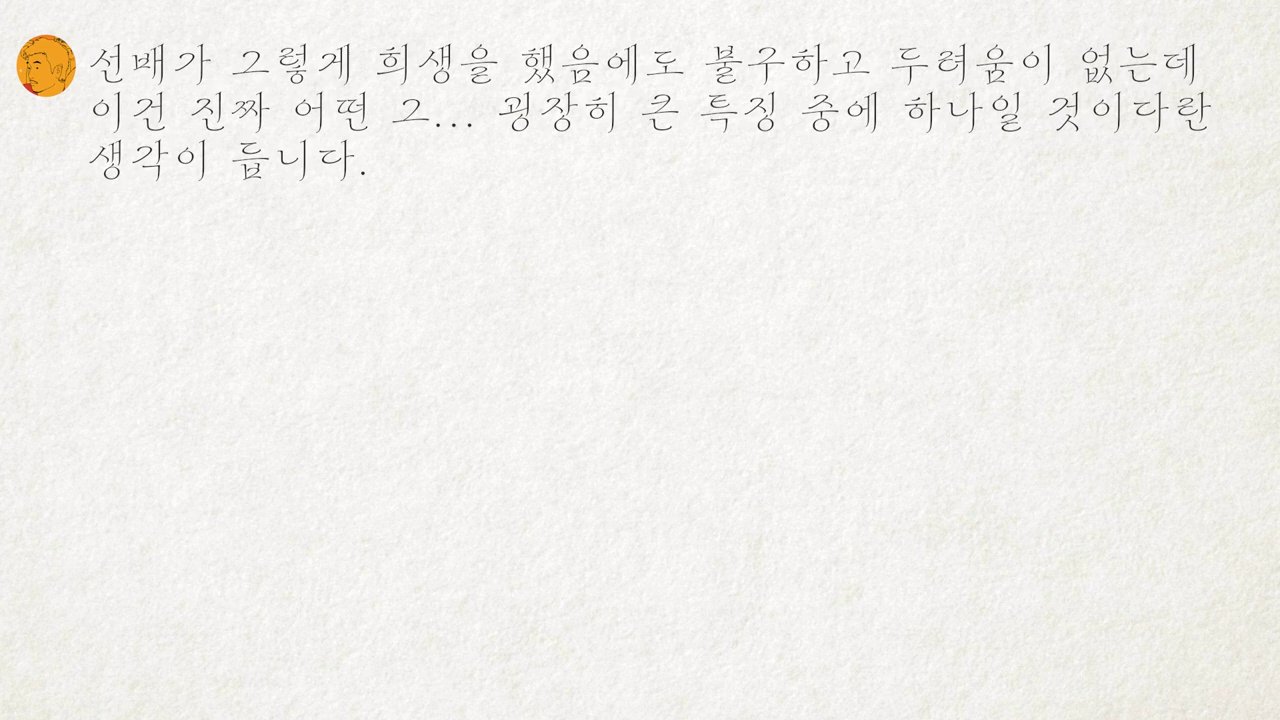 선배가 그렇게 희생을 했음에도 불구하고 두려움이 없는데
이건 진짜 어떤 그... 굉장히 큰 특징 중에 하나일 것이다란
생각이 듭니다.